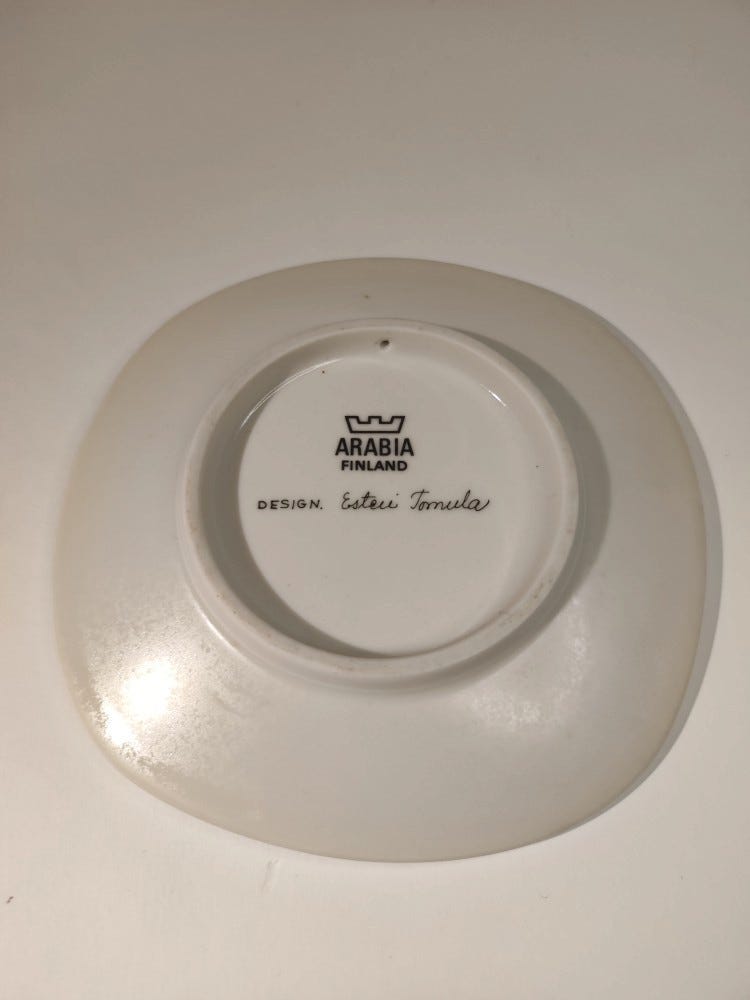 ARABIA
FINLAND
DESIGN. Esteri Tomula